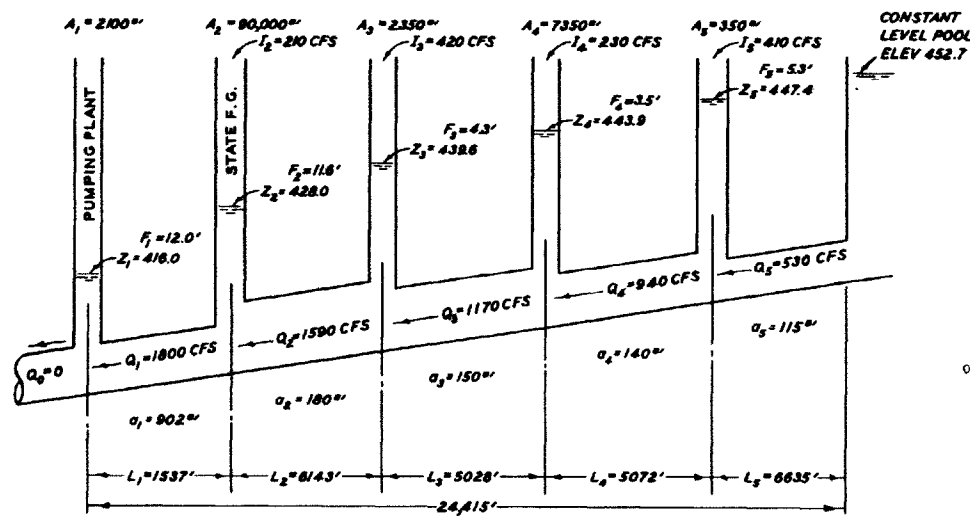 A₁ = 2100▫′ A₂ = 90,000▫′ A₃ = 2350▫′ A₄ = 7350▫′ A₅ = 350▫′
I₂ = 210 CFS I₃ = 420 CFS I₄ = 230 CFS I₅ = 410 CFS
CONSTANT
LEVEL POOL
ELEV 452.7
PUMPING PLANT
STATE F.G.
F₅ = 5.3'
Z₅ = 447.4
F₄ = 3.5'
Z₄ = 443.9
F₃ = 4.3'
Z₃ = 439.6
F₂ = 11.6'
Z₂ = 428.0
F₁ = 12.0'
Z₁ = 416.0
Q₀ = 0
Q₁ = 1800 CFS
Q₂ = 1590 CFS
Q₃ = 1170 CFS
Q₄ = 940 CFS
Q₅ = 530 CFS
a₁ = 902▫′
a₂ = 180▫′
a₃ = 150▫′
a₄ = 140▫′
a₅ = 115▫′
L₁ = 1537' L₂ = 6143' L₃ = 5028' L₄ = 5072' L₅ = 6635'
24,415'